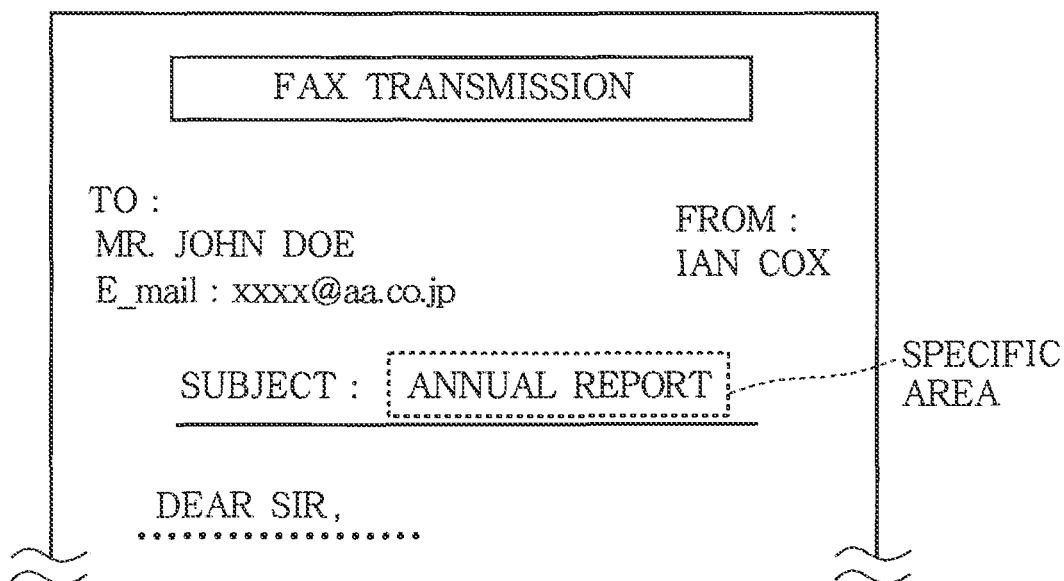 FAX TRANSMISSION
TO :
MR. JOHN DOE
E_mail : xxxx@aa.co.jp
FROM :
IAN COX
SUBJECT : ANNUAL REPORT
SPECIFIC
AREA
DEAR SIR,